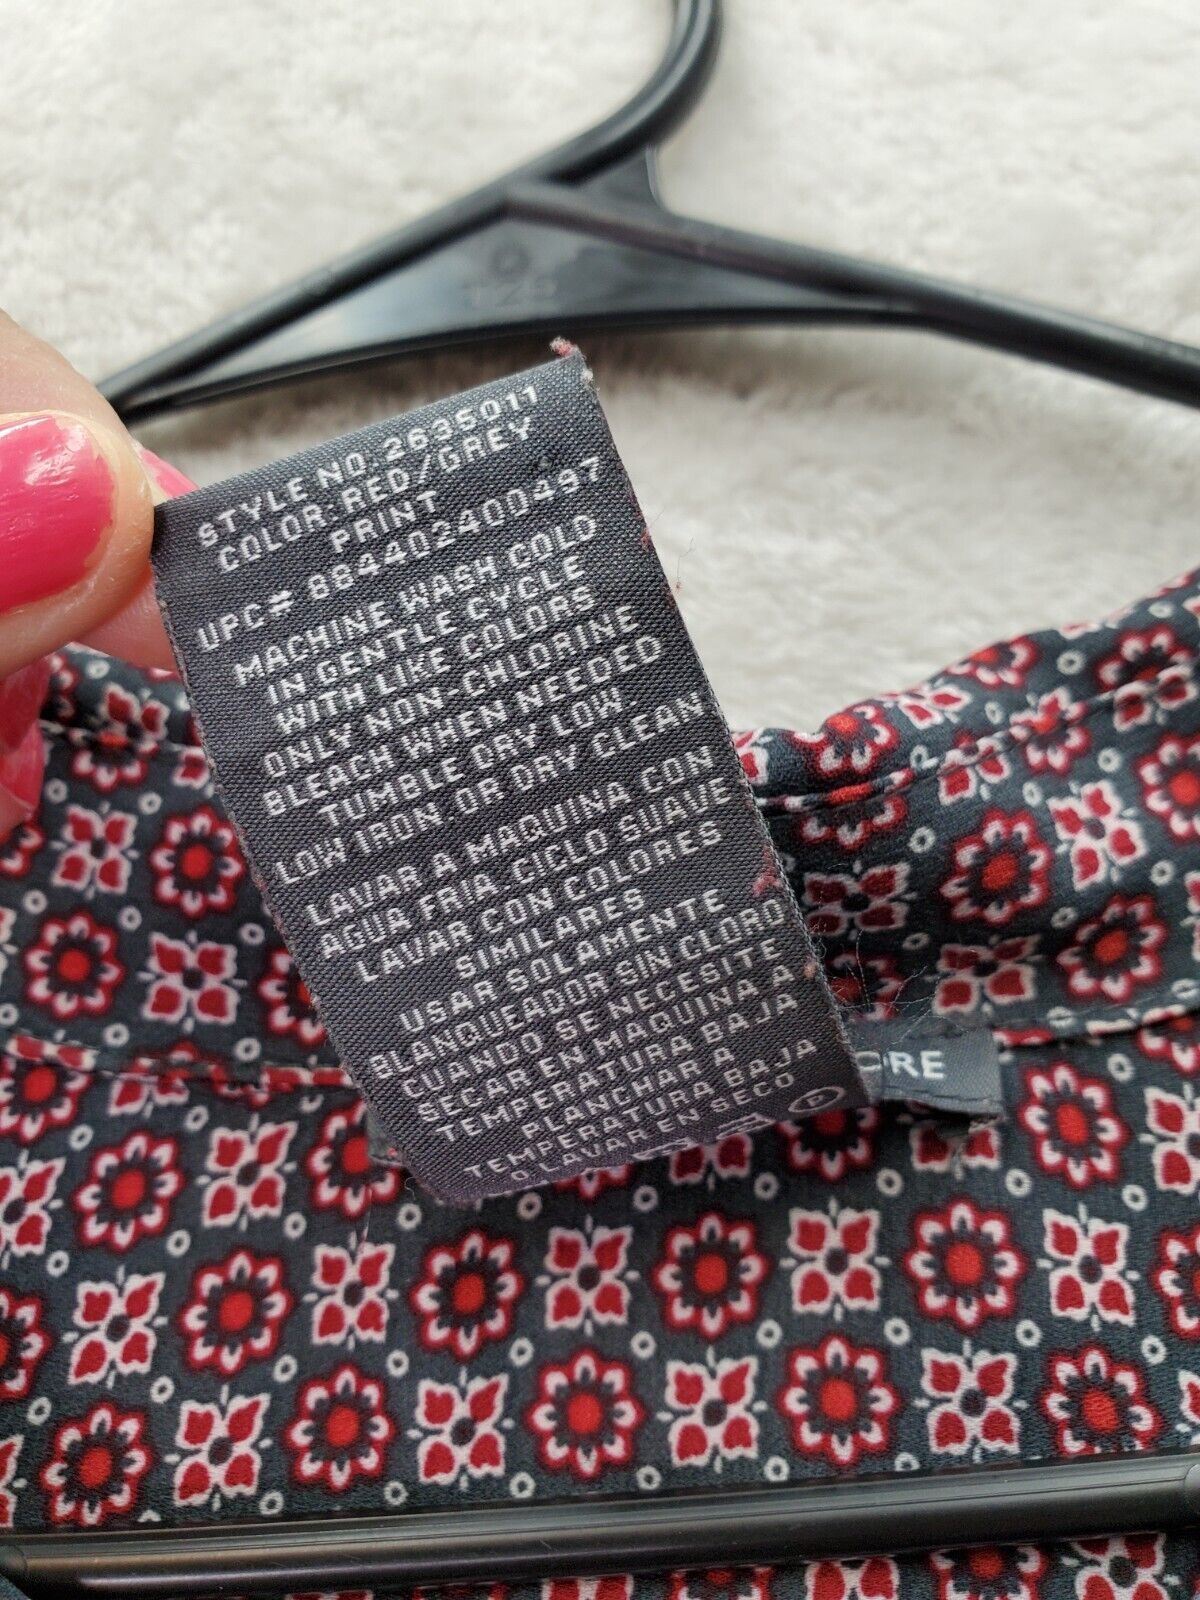 STYLE NO.2635011
COLOR:RED/GREY
PRINT
UPC# 884402400497
MACHINE WASH COLD
IN GENTLE CYCLE
WITH LIKE COLORS
ONLY NON-CHLORINE
BLEACH WHEN NEEDED
TUMBLE DRY LOW
LOW IRON OR DRY CLEAN
LAVAR A MAQUINA CON
AGUA FRIA CICLO SUAVE
LAVAR CON COLORES
SIMILARES
USAR SOLAMENTE
BLANQUEADOR SIN CLORO
CUANDO SE NECESITE
SECAR EN MAQUINA A
TEMPERATURA BAJA
PLANCHAR A
TEMPERATURA BAJA
O LAVAR EN SECO
ORE